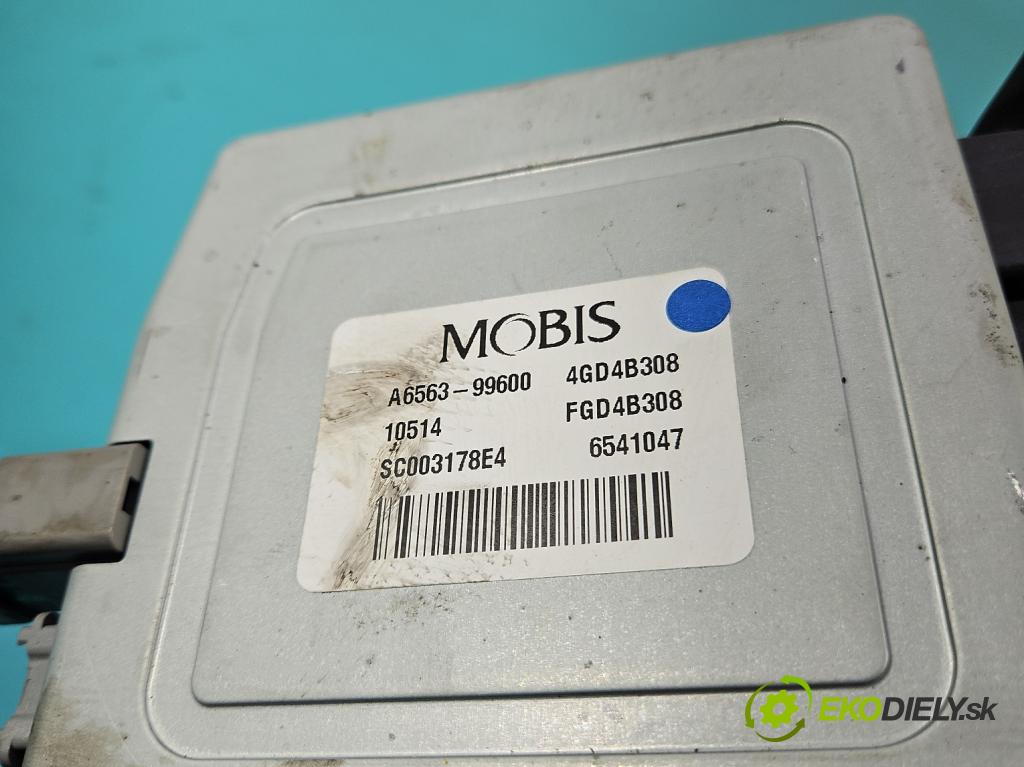 MOBIS
A6563-99600 4GD4B308
10514 FGD4B308
SC003178E4 6541047
EKODIELY.sk